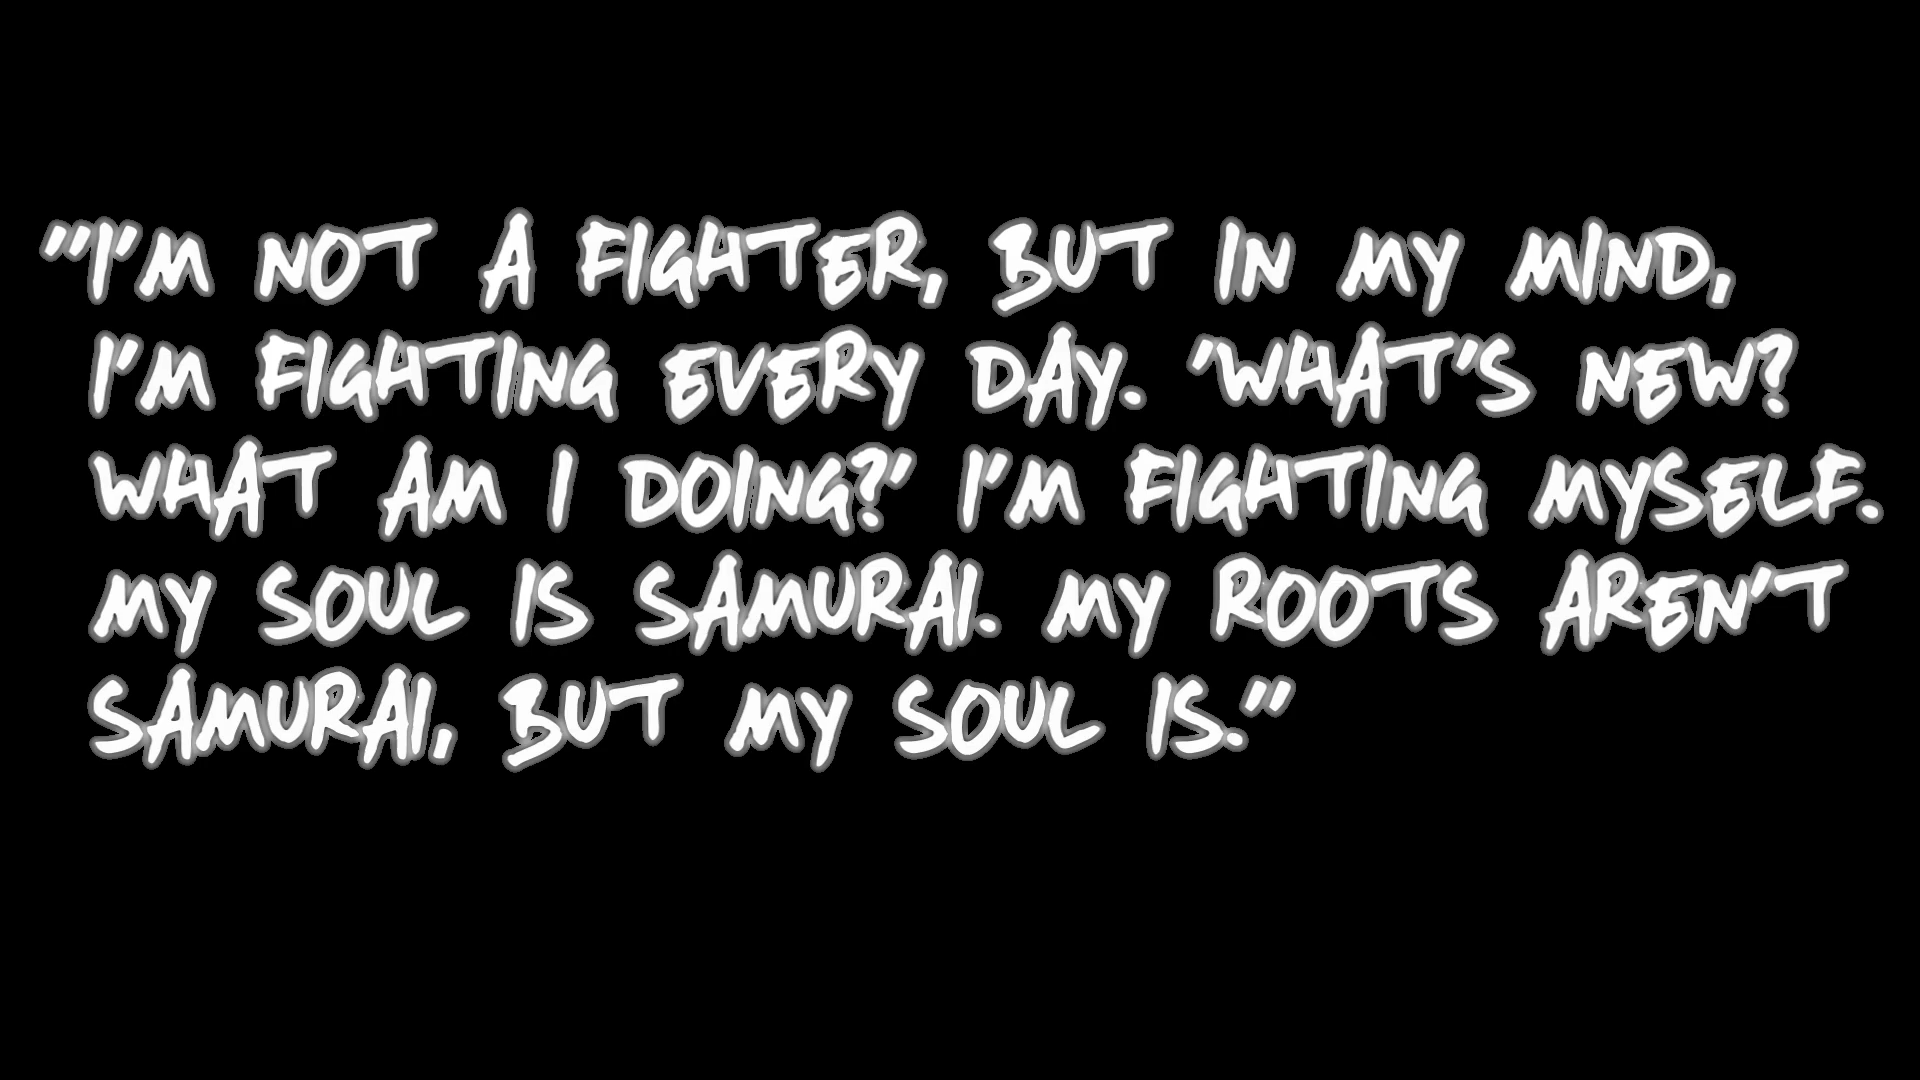 "I'M NOT A FIGHTER, BUT IN MY MIND,
I'M FIGHTING EVERY DAY. 'WHAT'S NEW?
WHAT AM I DOING?' I'M FIGHTING MYSELF.
MY SOUL IS SAMURAI. MY ROOTS AREN'T
SAMURAI, BUT MY SOUL IS."